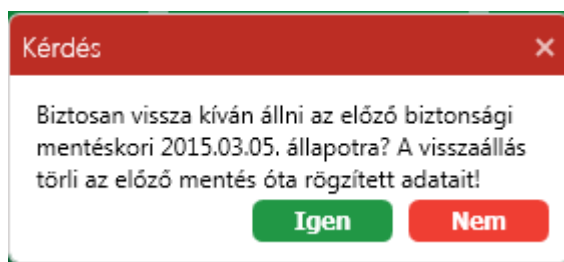 Kérdés
Biztosan vissza kíván állni az előző biztonsági
mentéskori 2015.03.05. állapotra? A visszaállás
törli az előző mentés óta rögzített adatait!
Igen Nem